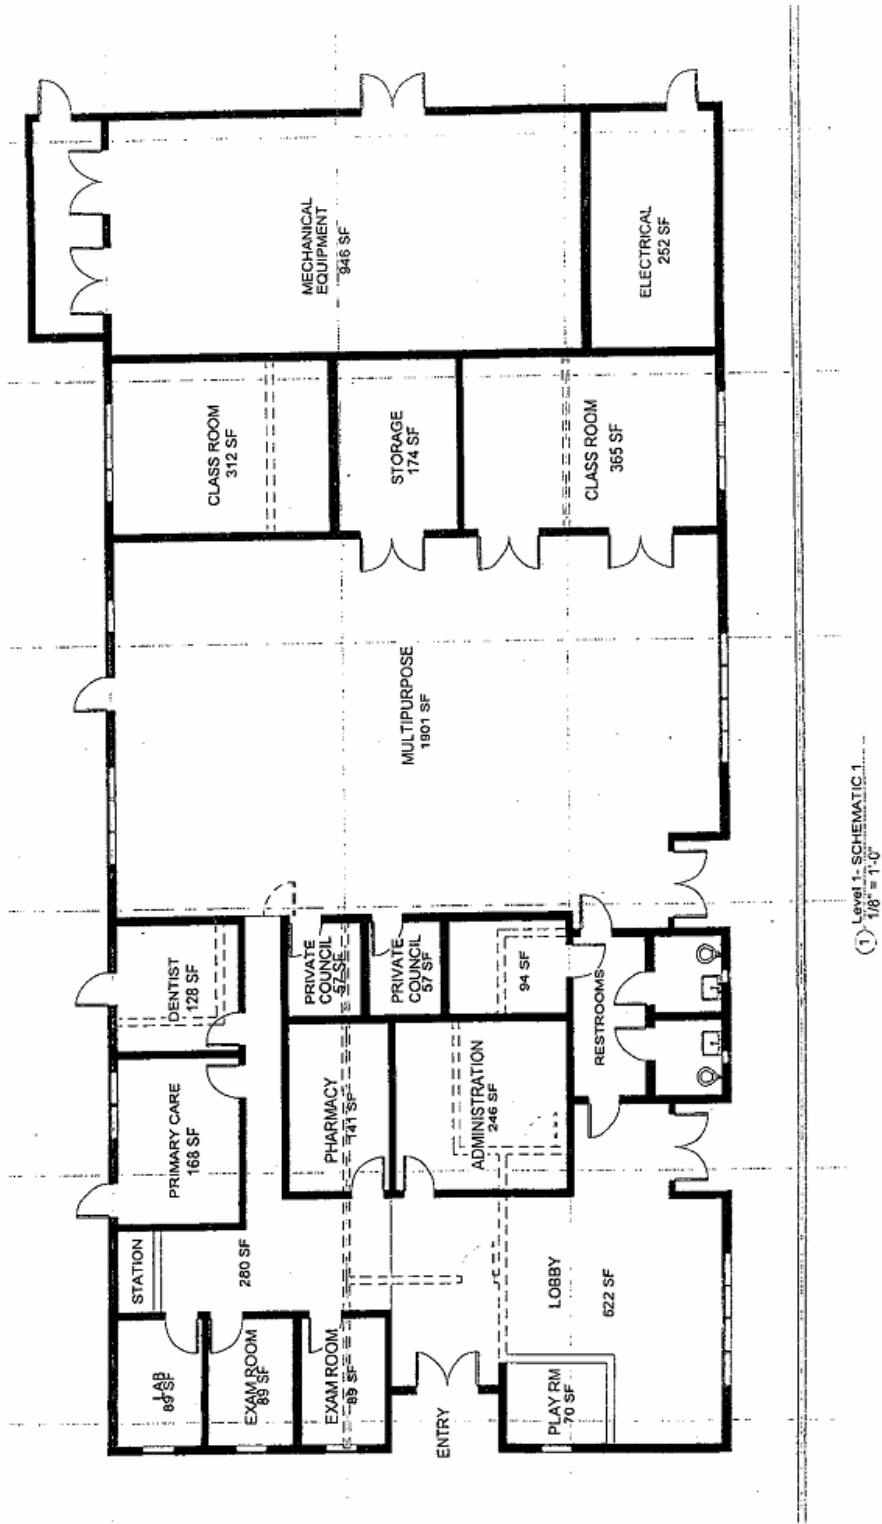 MECHANICAL
EQUIPMENT
946 SF
ELECTRICAL
252 SF
CLASS ROOM
312 SF
STORAGE
174 SF
CLASS ROOM
365 SF
MULTIPURPOSE
1901 SF
DENTIST
128 SF
PRIVATE
COUNCIL
57 SF
PRIVATE
COUNCIL
57 SF
94 SF
RESTROOMS
PRIMARY CARE
168 SF
PHARMACY
141 SF
ADMINISTRATION
246 SF
STATION
280 SF
LOBBY
622 SF
LAB
89 SF
EXAM ROOM
89 SF
EXAM ROOM
89 SF
ENTRY
PLAY RM
70 SF
1 Level 1- SCHEMATIC 1
1/8" = 1'-0"